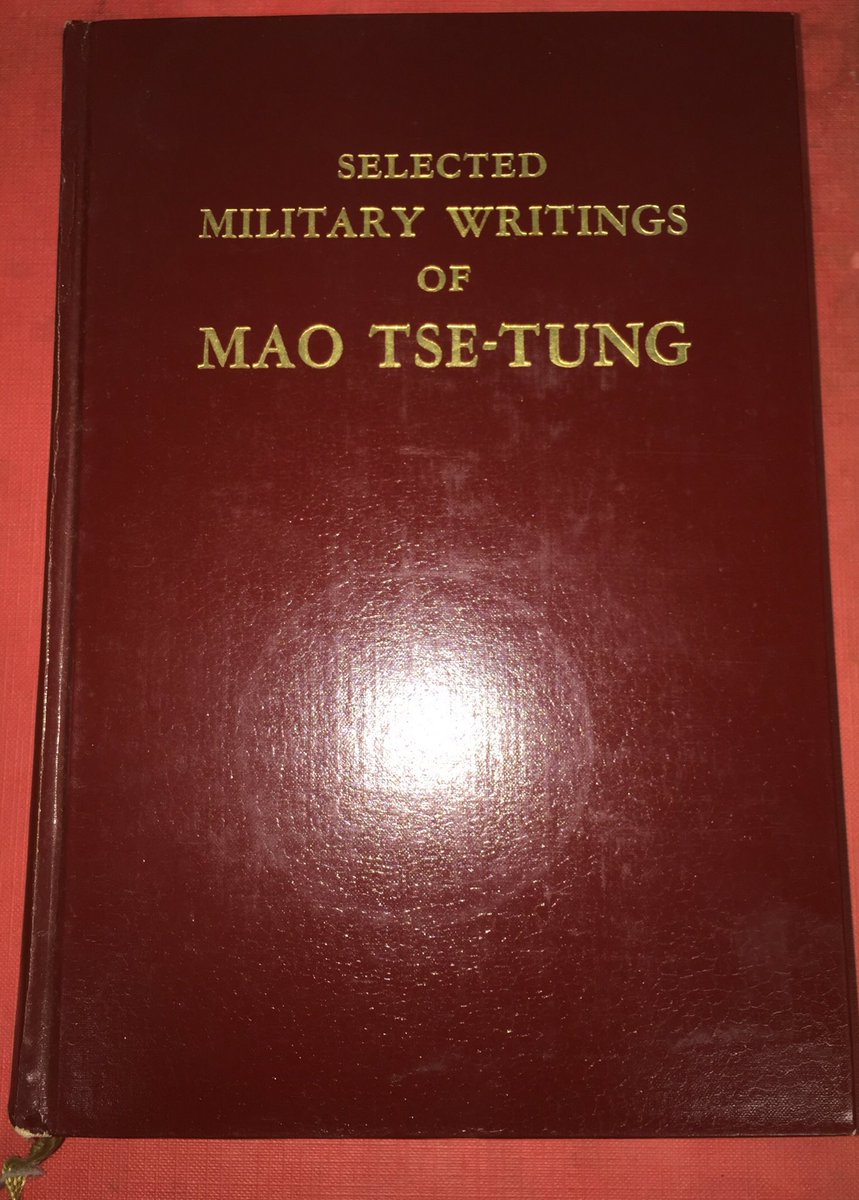 SELECTED
MILITARY WRITINGS
OF
MAO TSE-TUNG